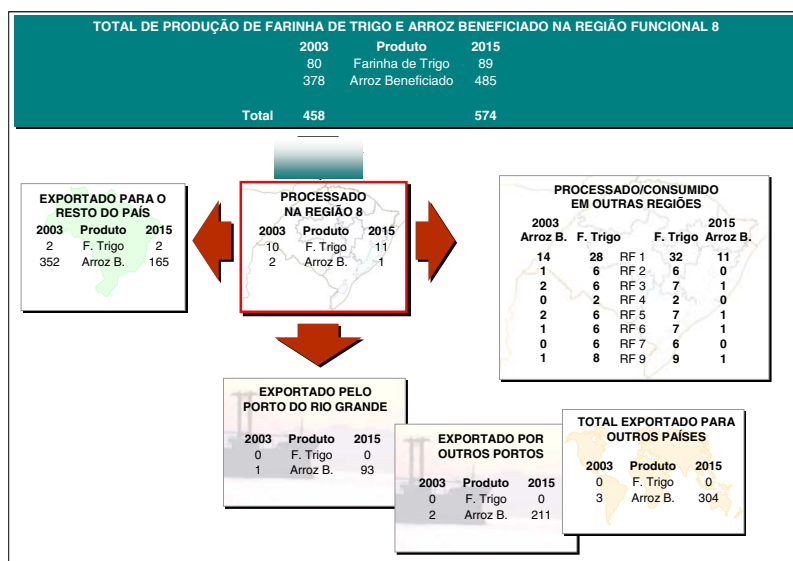 TOTAL DE PRODUÇÃO DE FARINHA DE TRIGO E ARROZ BENEFICIADO NA REGIÃO FUNCIONAL 8
2003 Produto 2015
80 Farinha de Trigo 89
378 Arroz Beneficiado 485
Total 458 574
EXPORTADO PARA O
RESTO DO PAÍS
2003 Produto 2015
2 F. Trigo 2
352 Arroz B. 165
PROCESSADO
NA REGIÃO 8
2003 Produto 2015
10 F. Trigo 11
2 Arroz B. 1
PROCESSADO/CONSUMIDO
EM OUTRAS REGIÕES
2003 2015
Arroz B. F. Trigo F. Trigo Arroz B.
14 28 RF 1 32 11
1 6 RF 2 6 0
2 6 RF 3 7 1
0 2 RF 4 2 0
2 6 RF 5 7 1
1 6 RF 6 7 1
0 6 RF 7 6 0
1 8 RF 9 9 1
EXPORTADO PELO
PORTO DO RIO GRANDE
2003 Produto 2015
0 F. Trigo 0
1 Arroz B. 93
EXPORTADO POR
OUTROS PORTOS
2003 Produto 2015
0 F. Trigo 0
2 Arroz B. 211
TOTAL EXPORTADO PARA
OUTROS PAÍSES
2003 Produto 2015
0 F. Trigo 0
3 Arroz B. 304